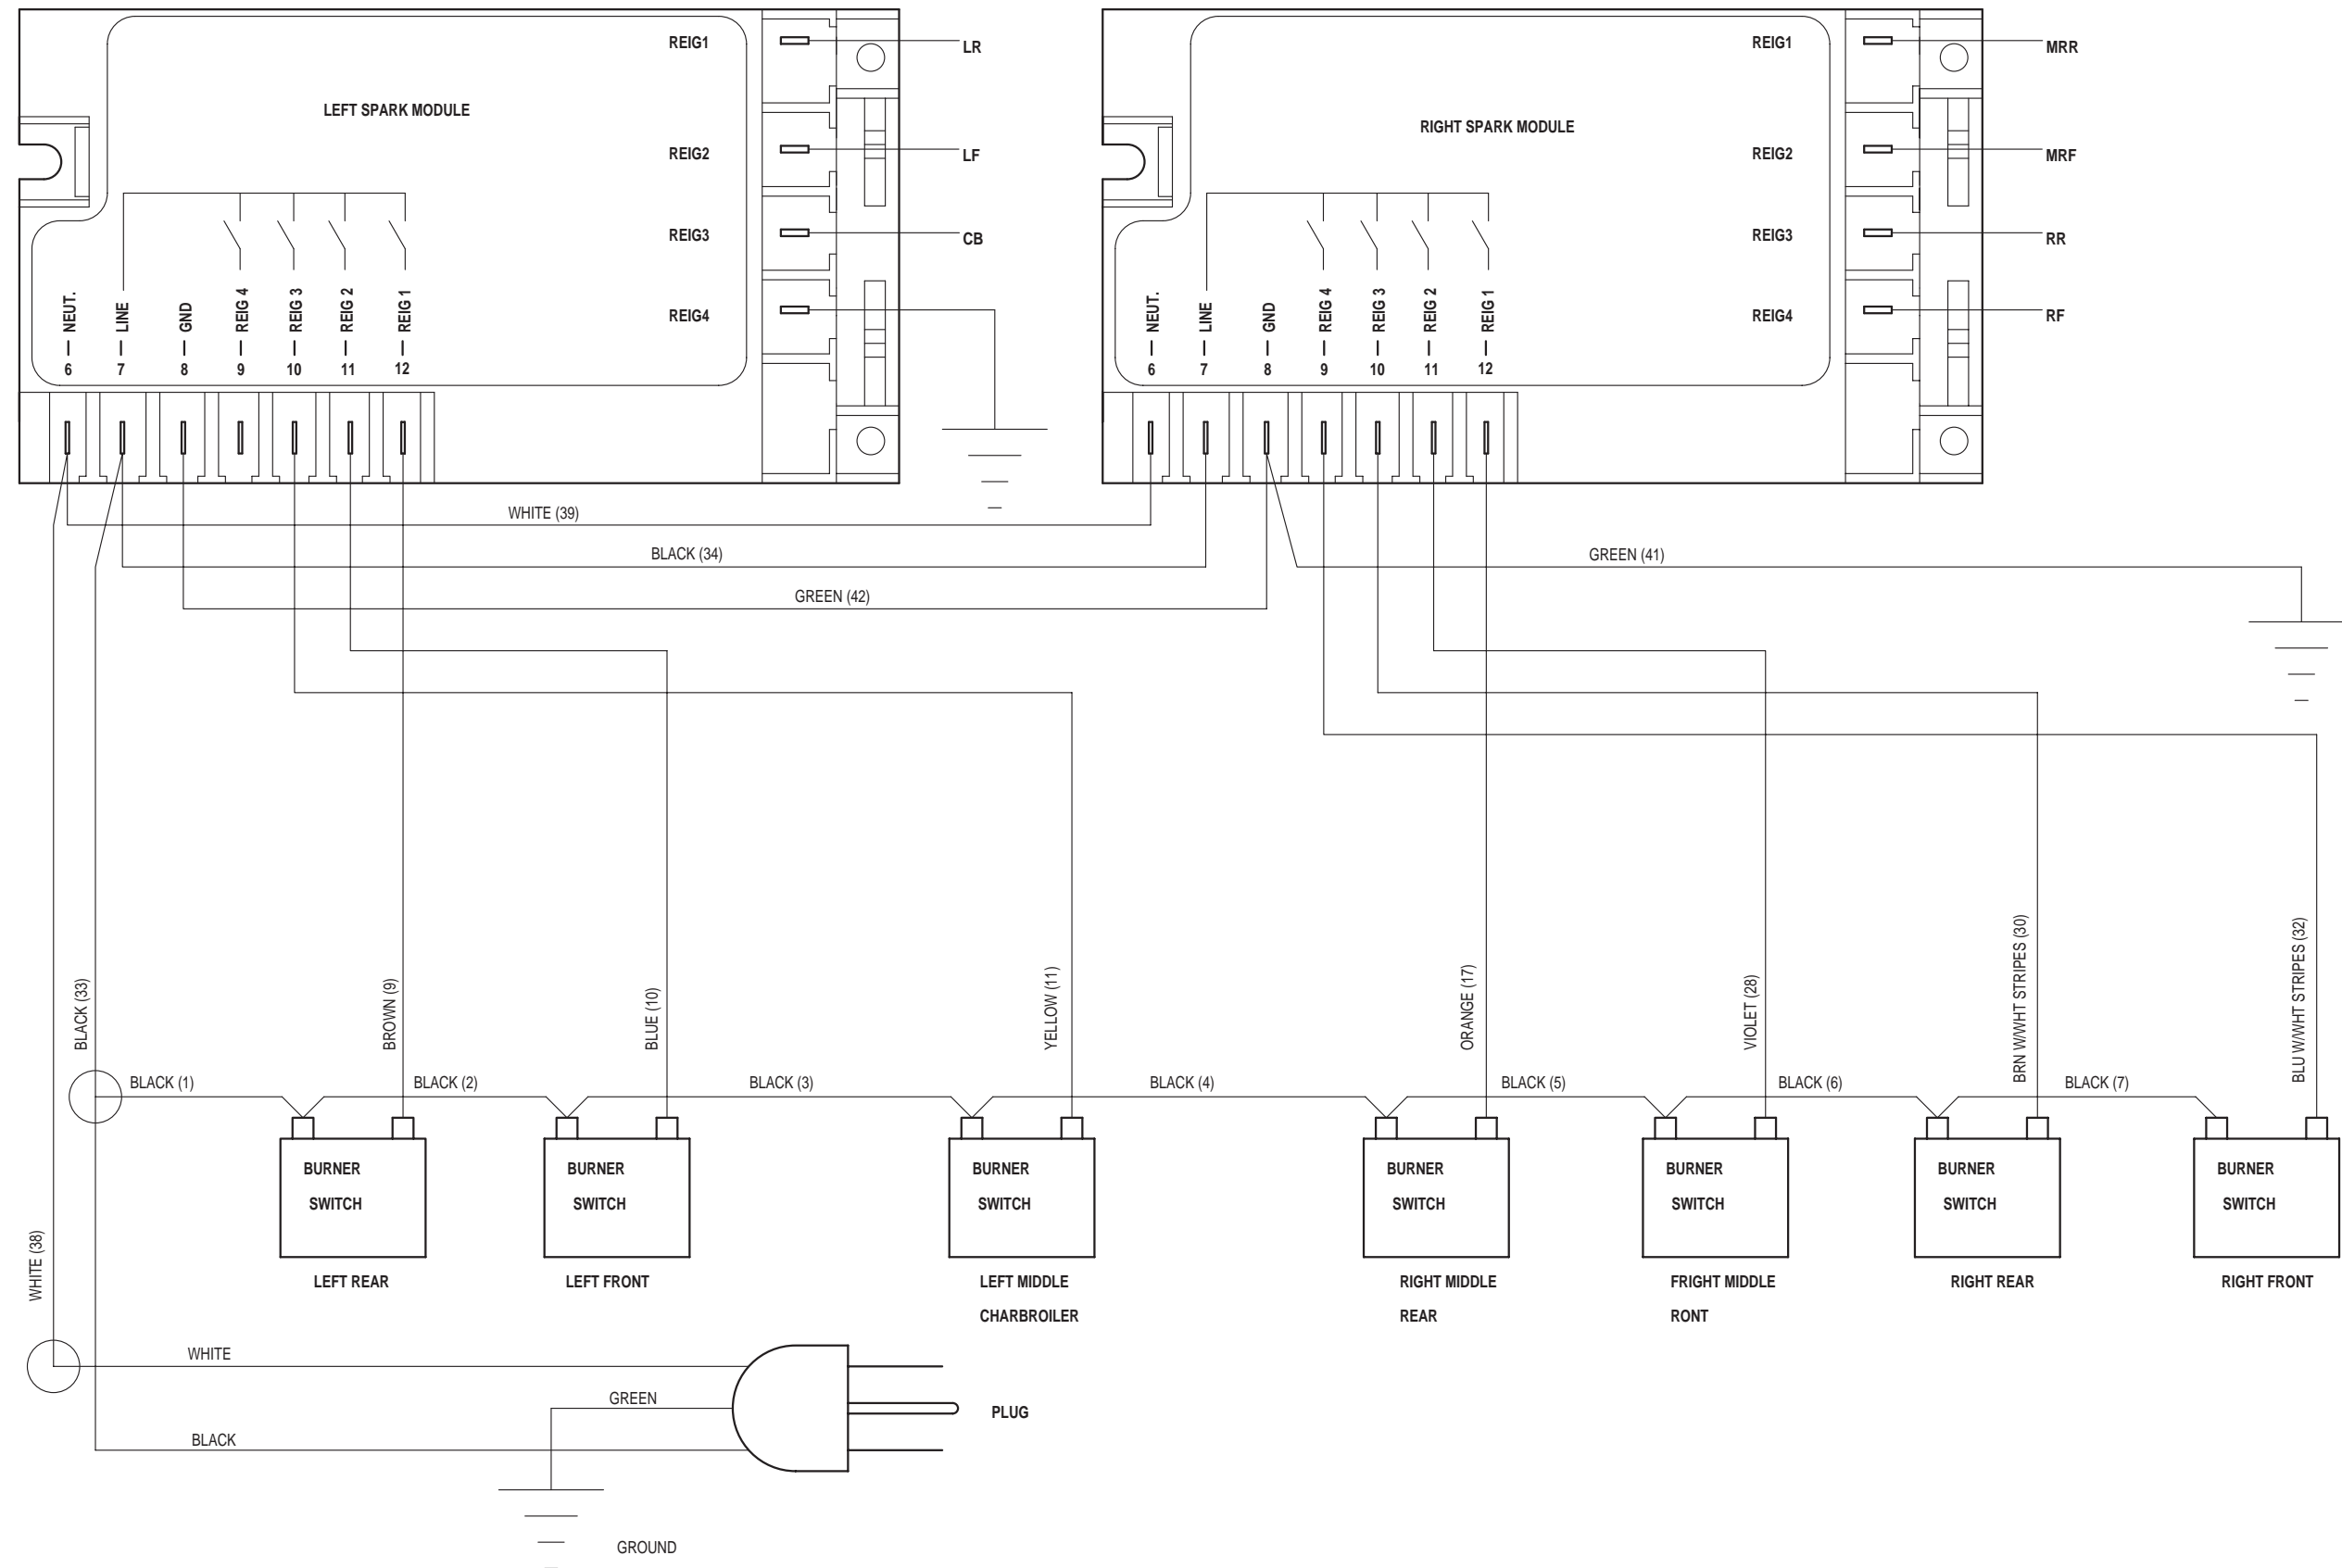 REIG1
LR
REIG1
MRR
LEFT SPARK MODULE
RIGHT SPARK MODULE
REIG2
LF
REIG2
MRF
REIG3
CB
REIG3
RR
REIG4
REIG4
RF
NEUT.
LINE
GND
REIG 4
REIG 3
REIG 2
REIG 1
6
7
8
9
10
11
12
NEUT.
LINE
GND
REIG 4
REIG 3
REIG 2
REIG 1
6
7
8
9
10
11
12
WHITE (39)
BLACK (34)
GREEN (41)
GREEN (42)
BLACK (33)
BROWN (9)
BLUE (10)
YELLOW (11)
ORANGE (17)
VIOLET (28)
BRN W/WHT STRIPES (30)
BLU W/WHT STRIPES (32)
BLACK (1)
BLACK (2)
BLACK (3)
BLACK (4)
BLACK (5)
BLACK (6)
BLACK (7)
BURNER
SWITCH
BURNER
SWITCH
BURNER
SWITCH
BURNER
SWITCH
BURNER
SWITCH
BURNER
SWITCH
BURNER
SWITCH
LEFT REAR
LEFT FRONT
LEFT MIDDLE
CHARBROILER
RIGHT MIDDLE
REAR
FRIGHT MIDDLE
RONT
RIGHT REAR
RIGHT FRONT
WHITE (38)
WHITE
GREEN
BLACK
PLUG
GROUND